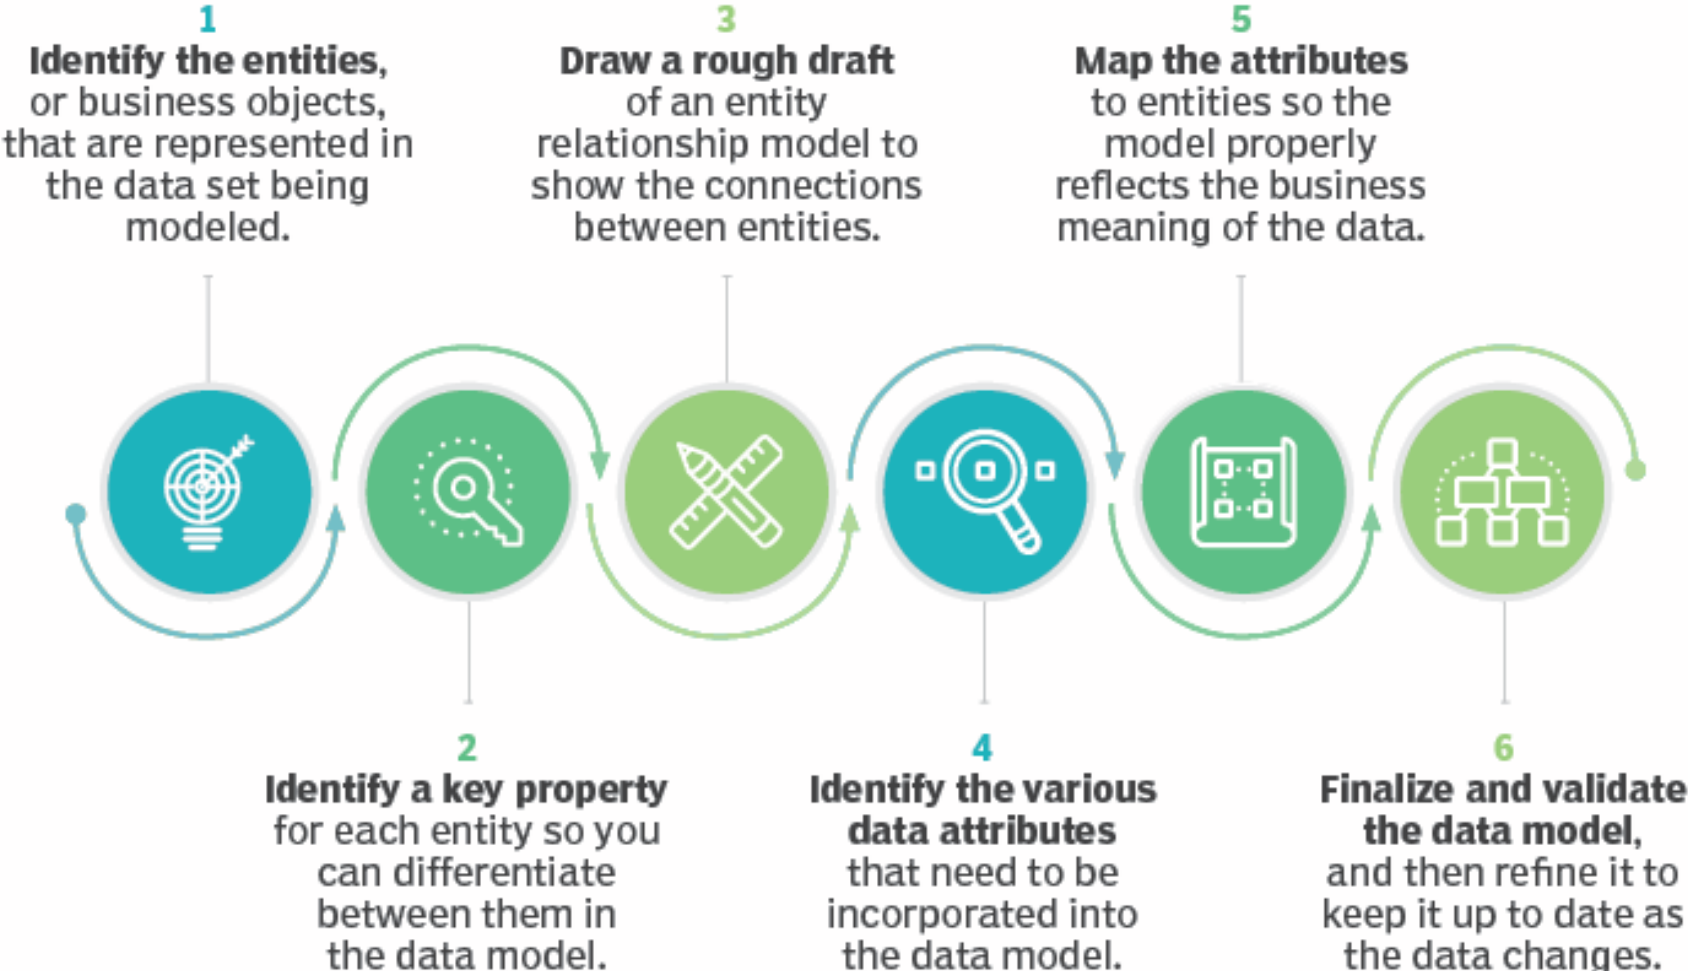 1
Identify the entities,
or business objects,
that are represented in
the data set being
modeled.
2
Identify a key property
for each entity so you
can differentiate
between them in
the data model.
3
Draw a rough draft
of an entity
relationship model to
show the connections
between entities.
4
Identify the various
data attributes
that need to be
incorporated into
the data model.
5
Map the attributes
to entities so the
model properly
reflects the business
meaning of the data.
6
Finalize and validate
the data model,
and then refine it to
keep it up to date as
the data changes.